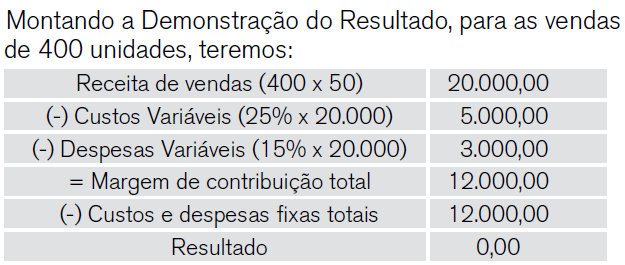 Montando a Demonstração do Resultado, para as vendas
de 400 unidades, teremos:
Receita de vendas (400 x 50) 20.000,00
(-) Custos Variáveis (25% x 20.000) 5.000,00
(-) Despesas Variáveis (15% x 20.000) 3.000,00
= Margem de contribuição total 12.000,00
(-) Custos e despesas fixas totais 12.000,00
Resultado 0,00